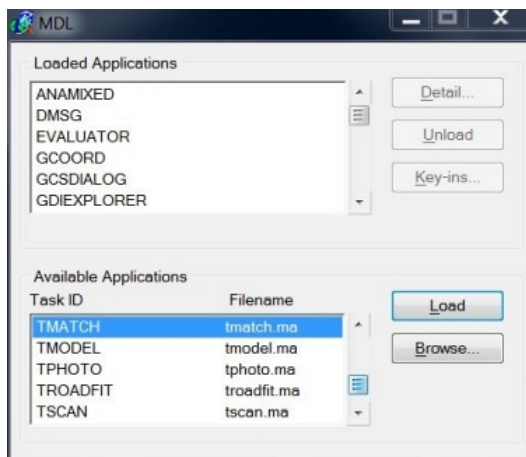 MDL
X
Loaded Applications
ANAMIXED
DMSG
EVALUATOR
GCOORD
GCSDIALOG
GDIEXPLORER
Detail...
Unload
Key-ins...
Available Applications
Task ID Filename
TMATCH tmatch.ma
TMODEL tmodel.ma
TPHOTO tphoto.ma
TROADFIT troadfit.ma
TSCAN tscan.ma
Load
Browse...